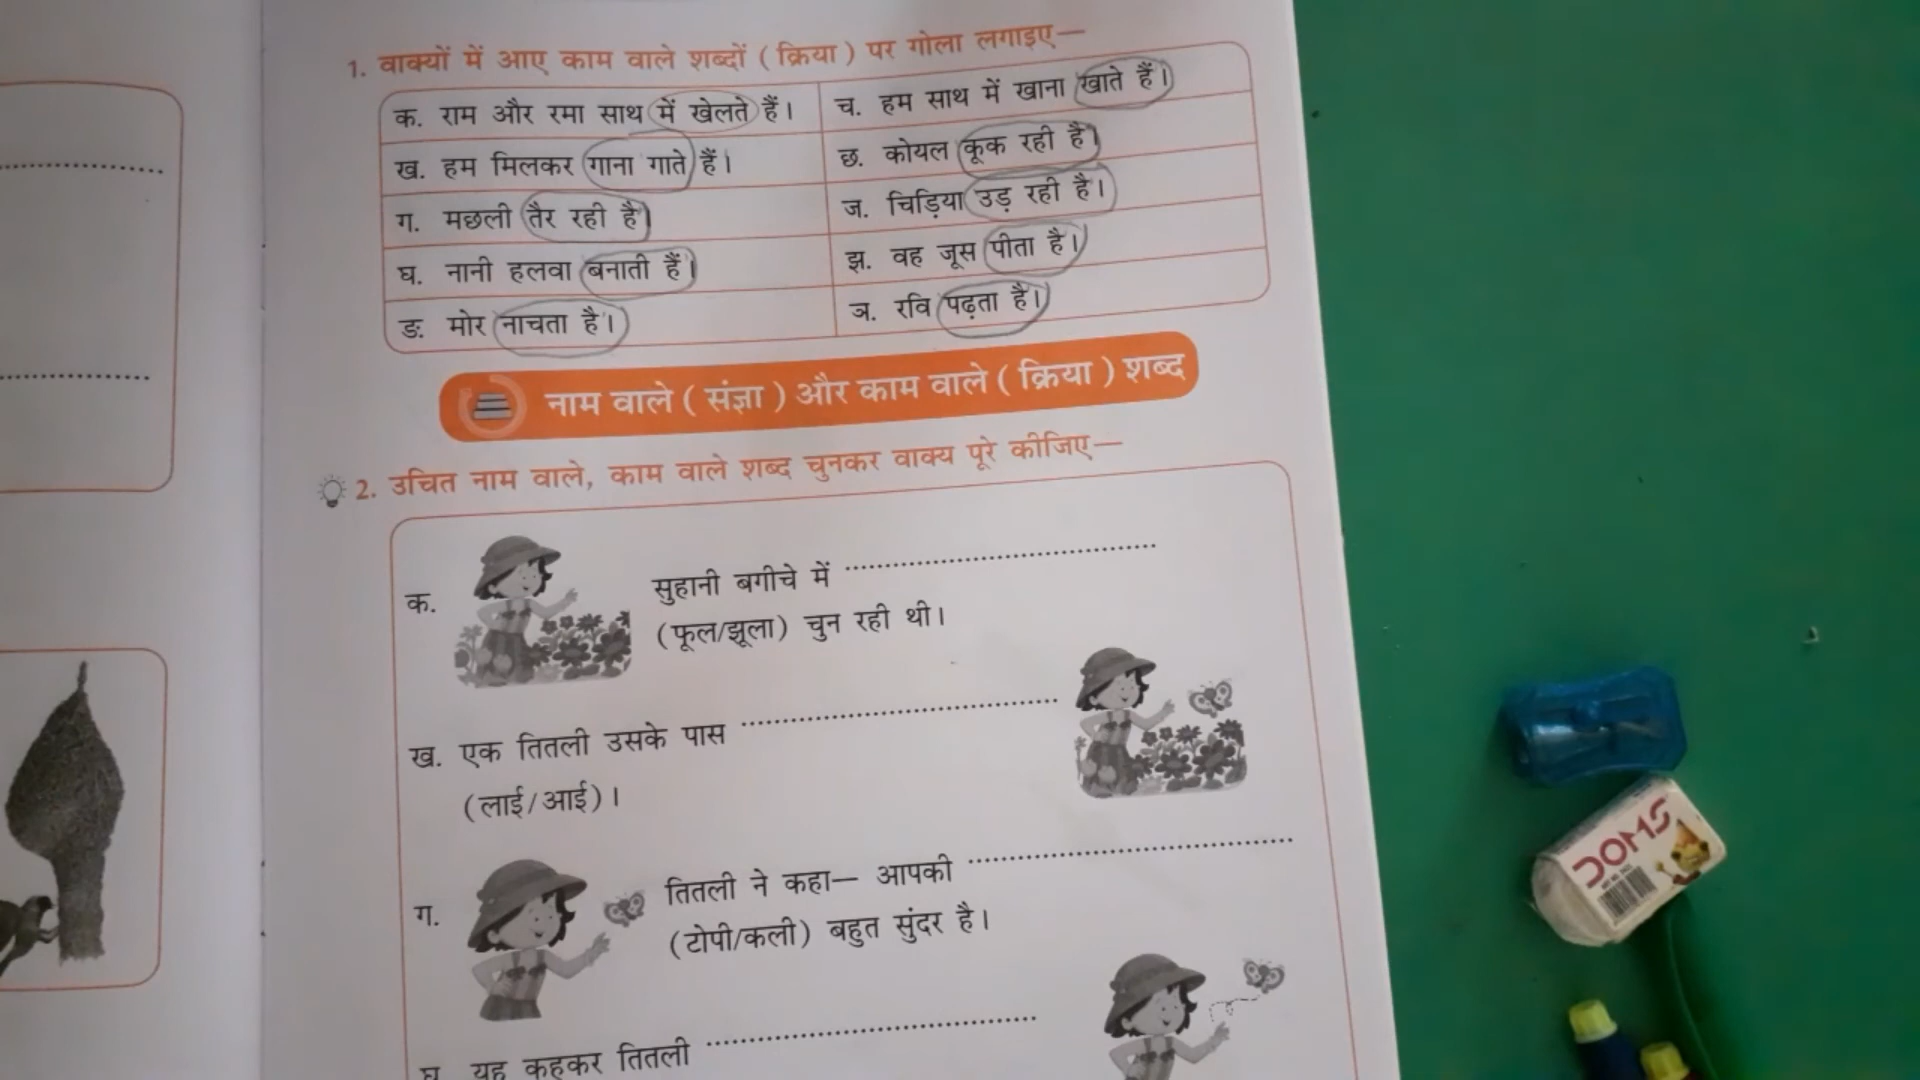 1. वाक्यों में आए काम वाले शब्दों ( क्रिया ) पर गोला लगाइए—
क. राम और रमा साथ में खेलते हैं।
ख. हम मिलकर गाना गाते हैं।
ग. मछली तैर रही है।
घ. नानी हलवा बनाती हैं।
ङ. मोर नाचता है।
च. हम साथ में खाना खाते हैं।
छ. कोयल कूक रही है।
ज. चिड़िया उड़ रही है।
झ. वह जूस पीता है।
ञ. रवि पढ़ता है।
नाम वाले ( संज्ञा ) और काम वाले ( क्रिया ) शब्द
2. उचित नाम वाले, काम वाले शब्द चुनकर वाक्य पूरे कीजिए—
क. सुहानी बगीचे में ........................................
(फूल/झूला) चुन रही थी।
ख. एक तितली उसके पास ........................................
(लाई/आई)।
ग. तितली ने कहा— आपकी ........................................
(टोपी/कली) बहुत सुंदर है।
घ यह कहकर तितली ........................................
DOMS